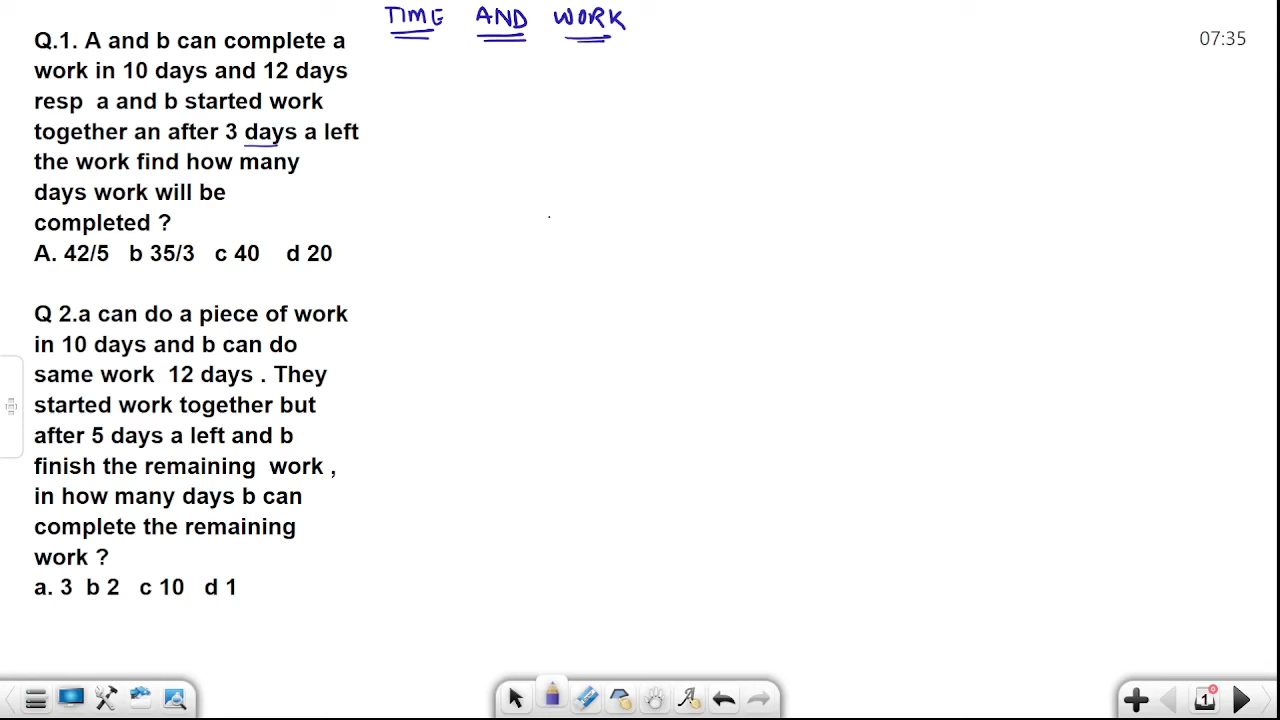 TIME AND WORK
07:35
Q.1. A and b can complete a
work in 10 days and 12 days
resp a and b started work
together an after 3 days a left
the work find how many
days work will be
completed ?
A. 42/5 b 35/3 c 40 d 20
Q 2.a can do a piece of work
in 10 days and b can do
same work 12 days . They
started work together but
after 5 days a left and b
finish the remaining work ,
in how many days b can
complete the remaining
work ?
a. 3 b 2 c 10 d 1
1